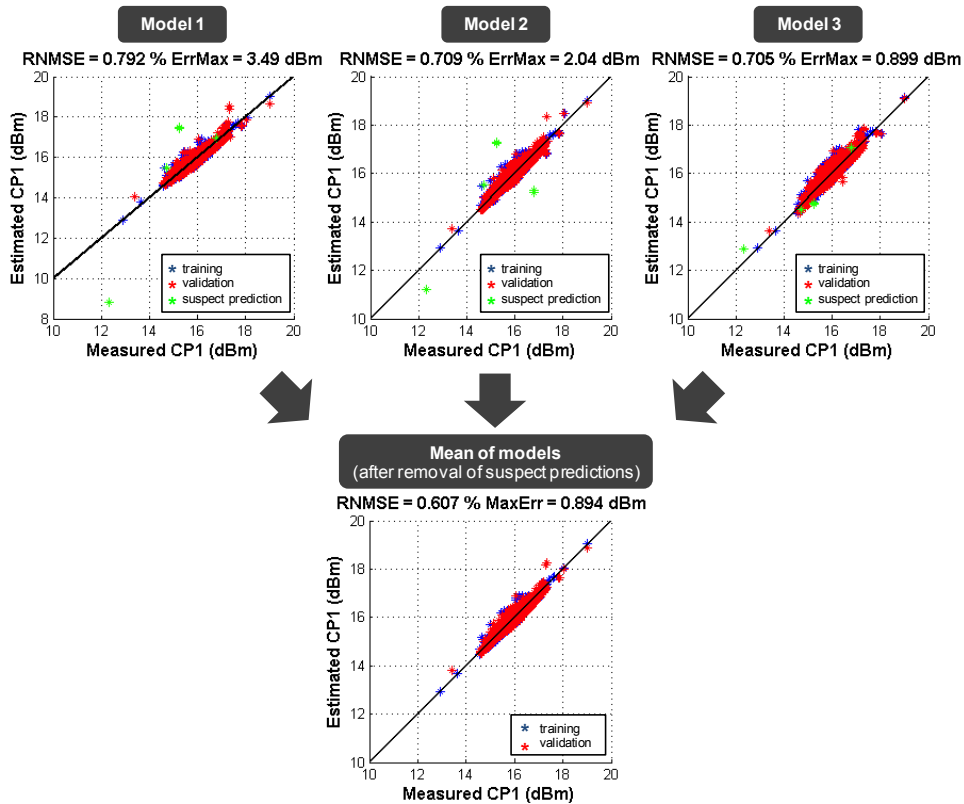 Model 1
RNMSE = 0.792 % ErrMax = 3.49 dBm
20
18
16
14
12
10
8
Estimated CP1 (dBm)
* training
* validation
* suspect prediction
10 12 14 16 18 20
Measured CP1 (dBm)
Model 2
RNMSE = 0.709 % ErrMax = 2.04 dBm
20
18
16
14
12
10
Estimated CP1 (dBm)
* training
* validation
* suspect prediction
10 12 14 16 18 20
Measured CP1 (dBm)
Model 3
RNMSE = 0.705 % ErrMax = 0.899 dBm
20
18
16
14
12
10
Estimated CP1 (dBm)
* training
* validation
* suspect prediction
10 12 14 16 18 20
Measured CP1 (dBm)
Mean of models
(after removal of suspect predictions)
RNMSE = 0.607 % MaxErr = 0.894 dBm
20
18
16
14
12
10
Estimated CP1 (dBm)
* training
* validation
10 12 14 16 18 20
Measured CP1 (dBm)